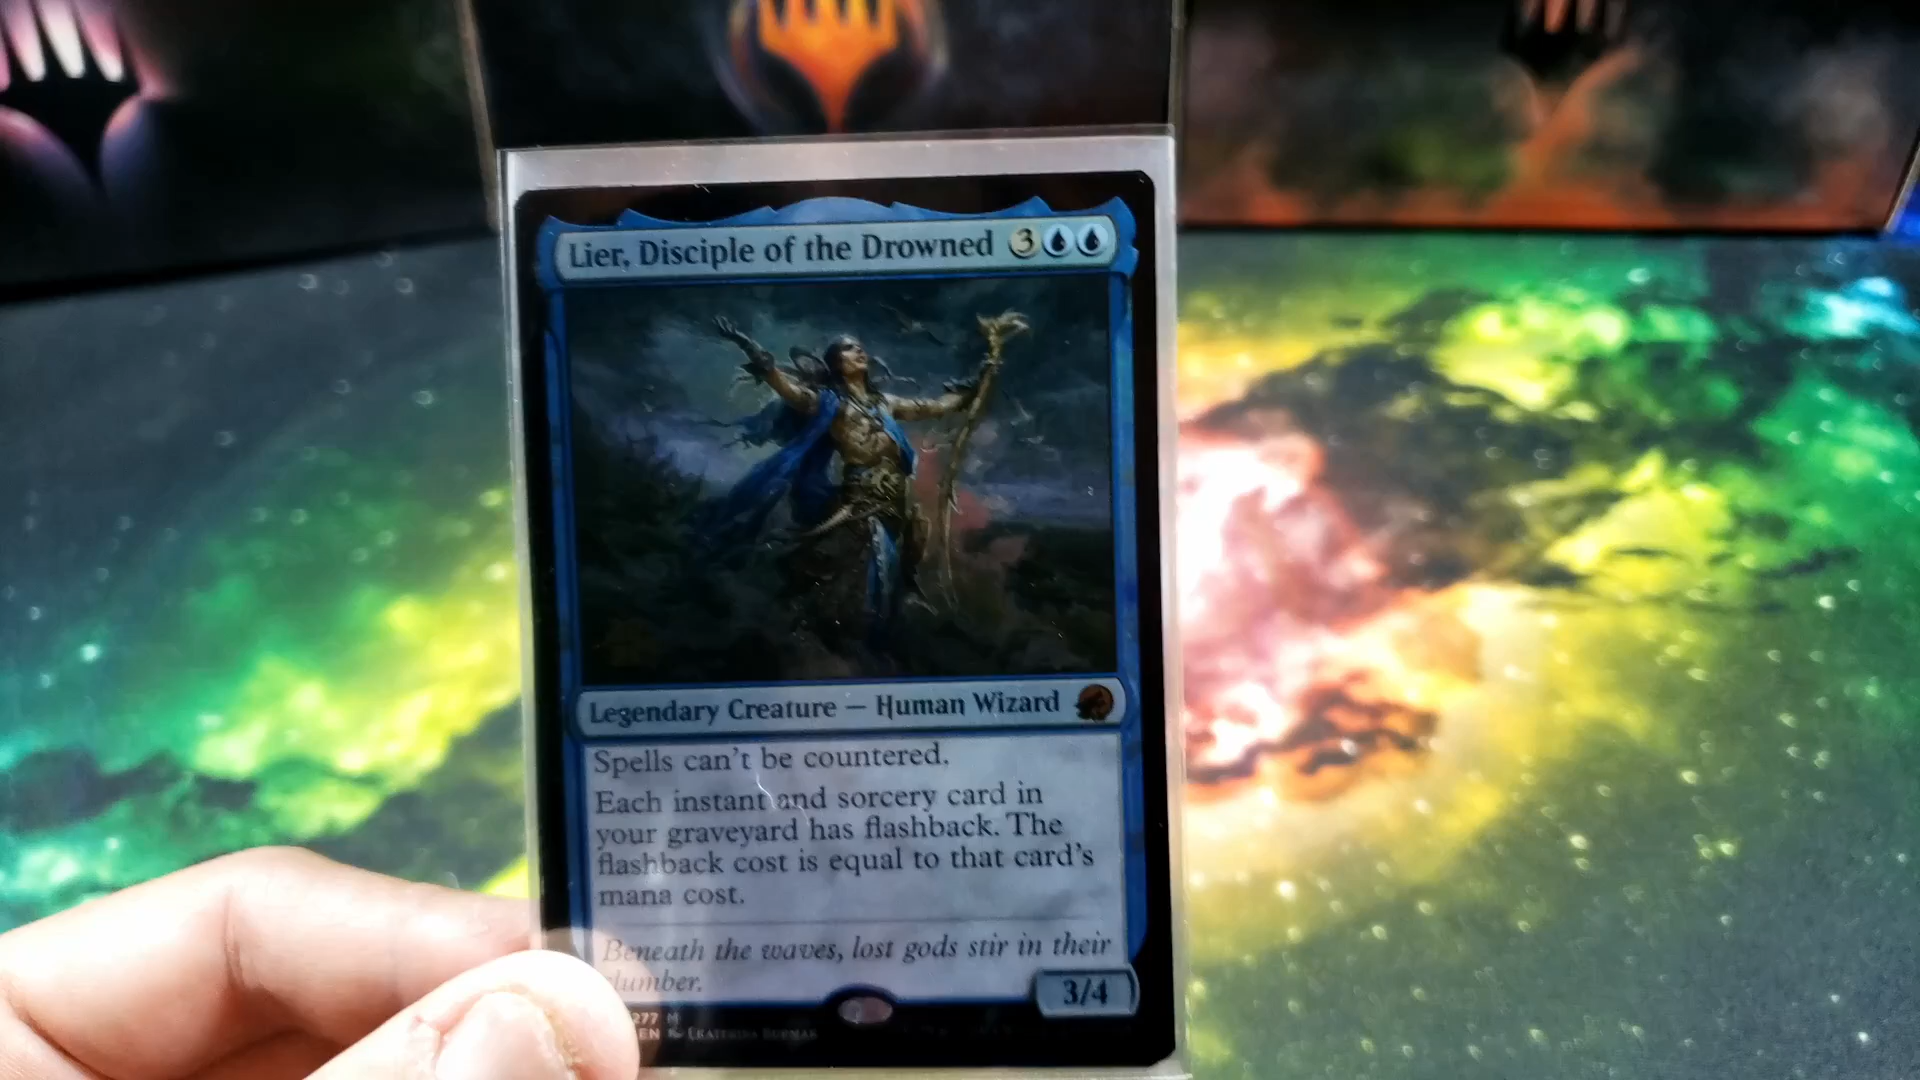 Lier, Disciple of the Drowned 3
Legendary Creature — Human Wizard
Spells can't be countered.
Each instant and sorcery card in
your graveyard has flashback. The
flashback cost is equal to that card's
mana cost.
Beneath the waves, lost gods stir in their
slumber.
3/4
277 M
EN Ekaterina Burmak